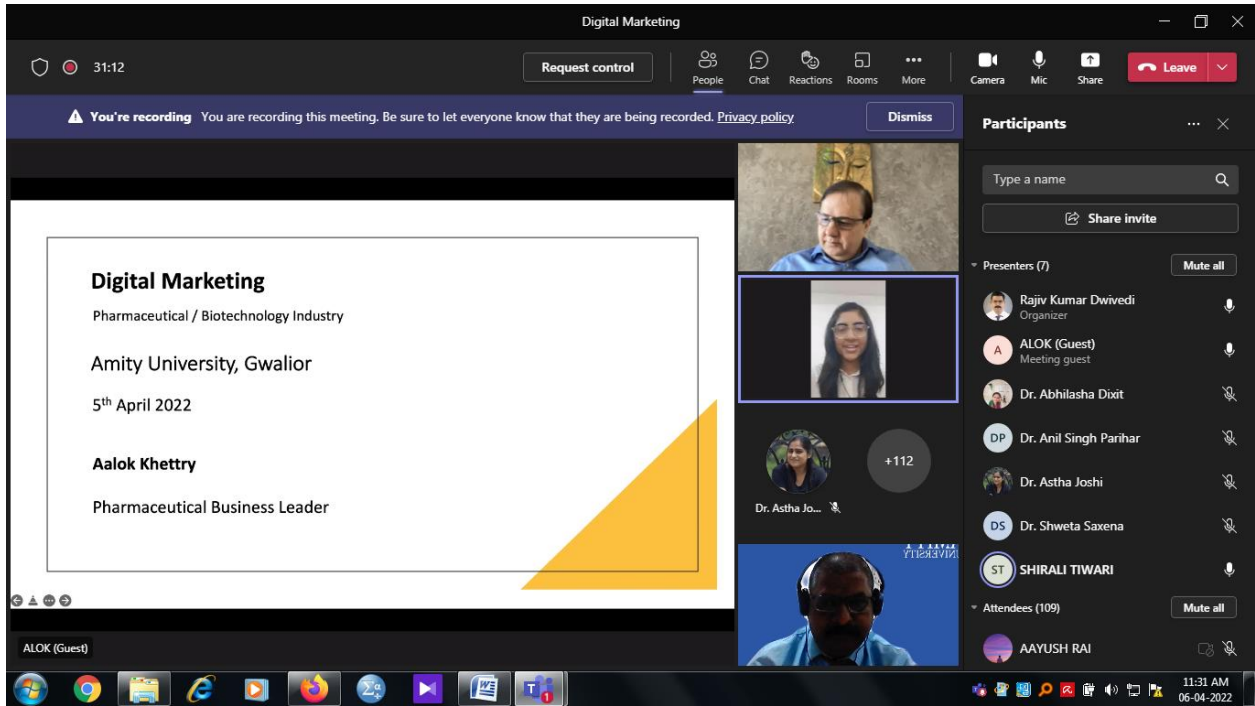 Digital Marketing
31:12
Request control
People
Chat
Reactions
Rooms
More
Camera
Mic
Share
Leave
You're recording You are recording this meeting. Be sure to let everyone know that they are being recorded. Privacy policy
Dismiss
Digital Marketing
Pharmaceutical / Biotechnology Industry
Amity University, Gwalior
5th April 2022
Aalok Khettry
Pharmaceutical Business Leader
ALOK (Guest)
Dr. Astha Jo...
+112
Participants
Type a name
Share invite
Presenters (7)
Mute all
Rajiv Kumar Dwivedi
Organizer
A
ALOK (Guest)
Meeting guest
Dr. Abhilasha Dixit
DP
Dr. Anil Singh Parihar
Dr. Astha Joshi
DS
Dr. Shweta Saxena
ST
SHIRALI TIWARI
Attendees (109)
Mute all
AAYUSH RAI
11:31 AM
06-04-2022